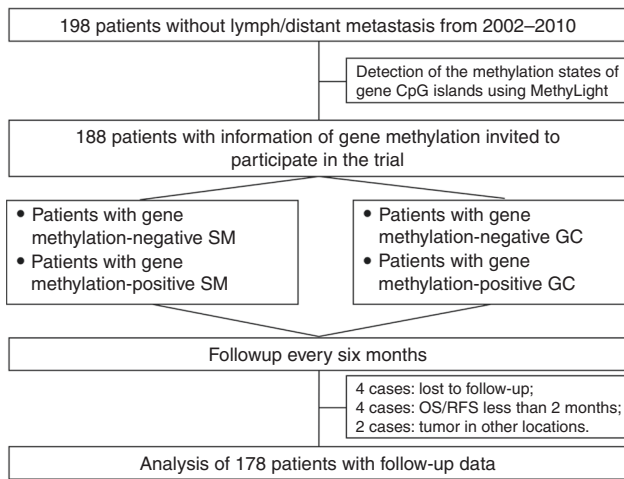 198 patients without lymph/distant metastasis from 2002–2010
Detection of the methylation states of
gene CpG islands using MethyLight
188 patients with information of gene methylation invited to
participate in the trial
• Patients with gene
methylation-negative SM
• Patients with gene
methylation-positive SM
• Patients with gene
methylation-negative GC
• Patients with gene
methylation-positive GC
Followup every six months
4 cases: lost to follow-up;
4 cases: OS/RFS less than 2 months;
2 cases: tumor in other locations.
Analysis of 178 patients with follow-up data